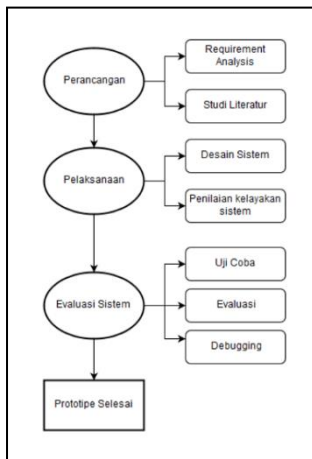 Perancangan
Requirement
Analysis
Studi Literatur
Pelaksanaan
Desain Sistem
Penilaian kelayakan
sistem
Evaluasi Sistem
Uji Coba
Evaluasi
Debugging
Prototipe Selesai